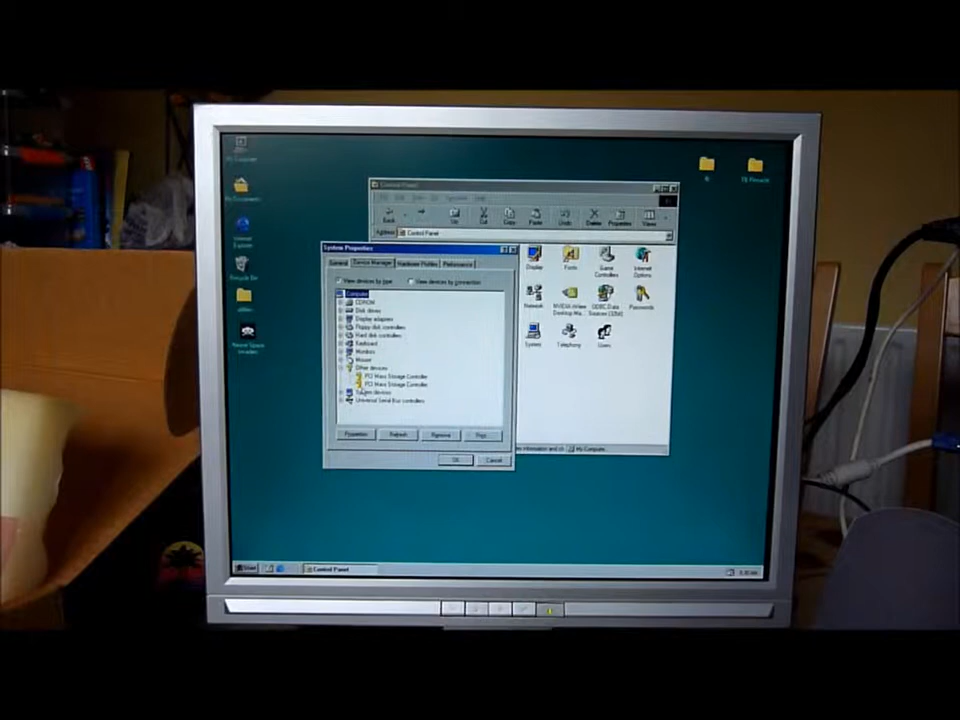 My Computer
My Documents
Internet
Explorer
Recycle Bin
Neural Space
Invaders
Control Panel
Back
Up
Cut
Copy
Paste
Undo
Delete
Properties
Views
Address
Control Panel
System Properties
General
Device Manager
Hardware Profiles
Performance
View devices by type
View devices by connection
Computer
CDROM
Disk drives
Display adapters
Floppy disk controllers
Hard disk controllers
Keyboard
Monitors
Mouse
Other devices
PCI Mass Storage Controller
PCI Mass Storage Controller
System devices
Universal Serial Bus controllers
Properties
Refresh
Remove
Print
OK
Cancel
Display
Fonts
Game
Controllers
Internet
Options
Network
NVIDIA nView
Desktop Ma...
ODBC Data
Sources (32bit)
Passwords
System
Telephony
Users
My Computer
Start
Control Panel